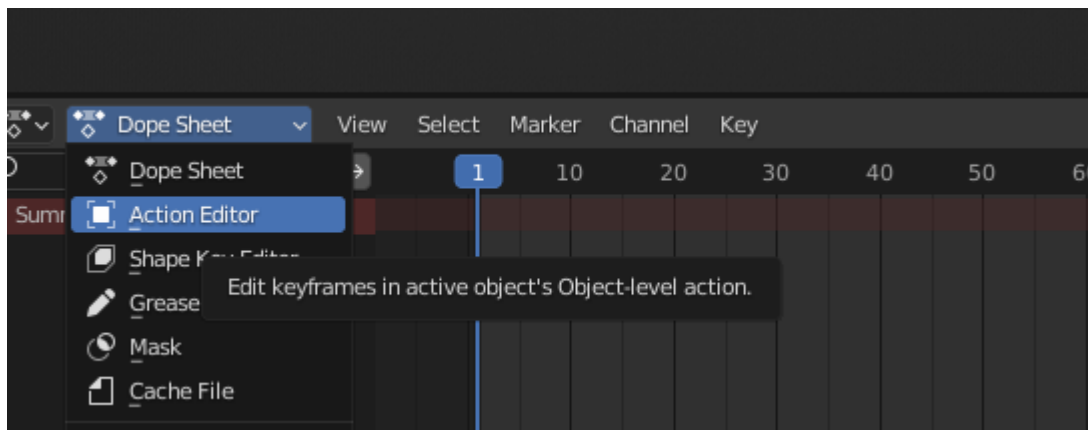 Dope Sheet View Select Marker Channel Key
Dope Sheet 1 10 20 30 40 50
Action Editor
Edit keyframes in active object's Object-level action.
Mask
Cache File